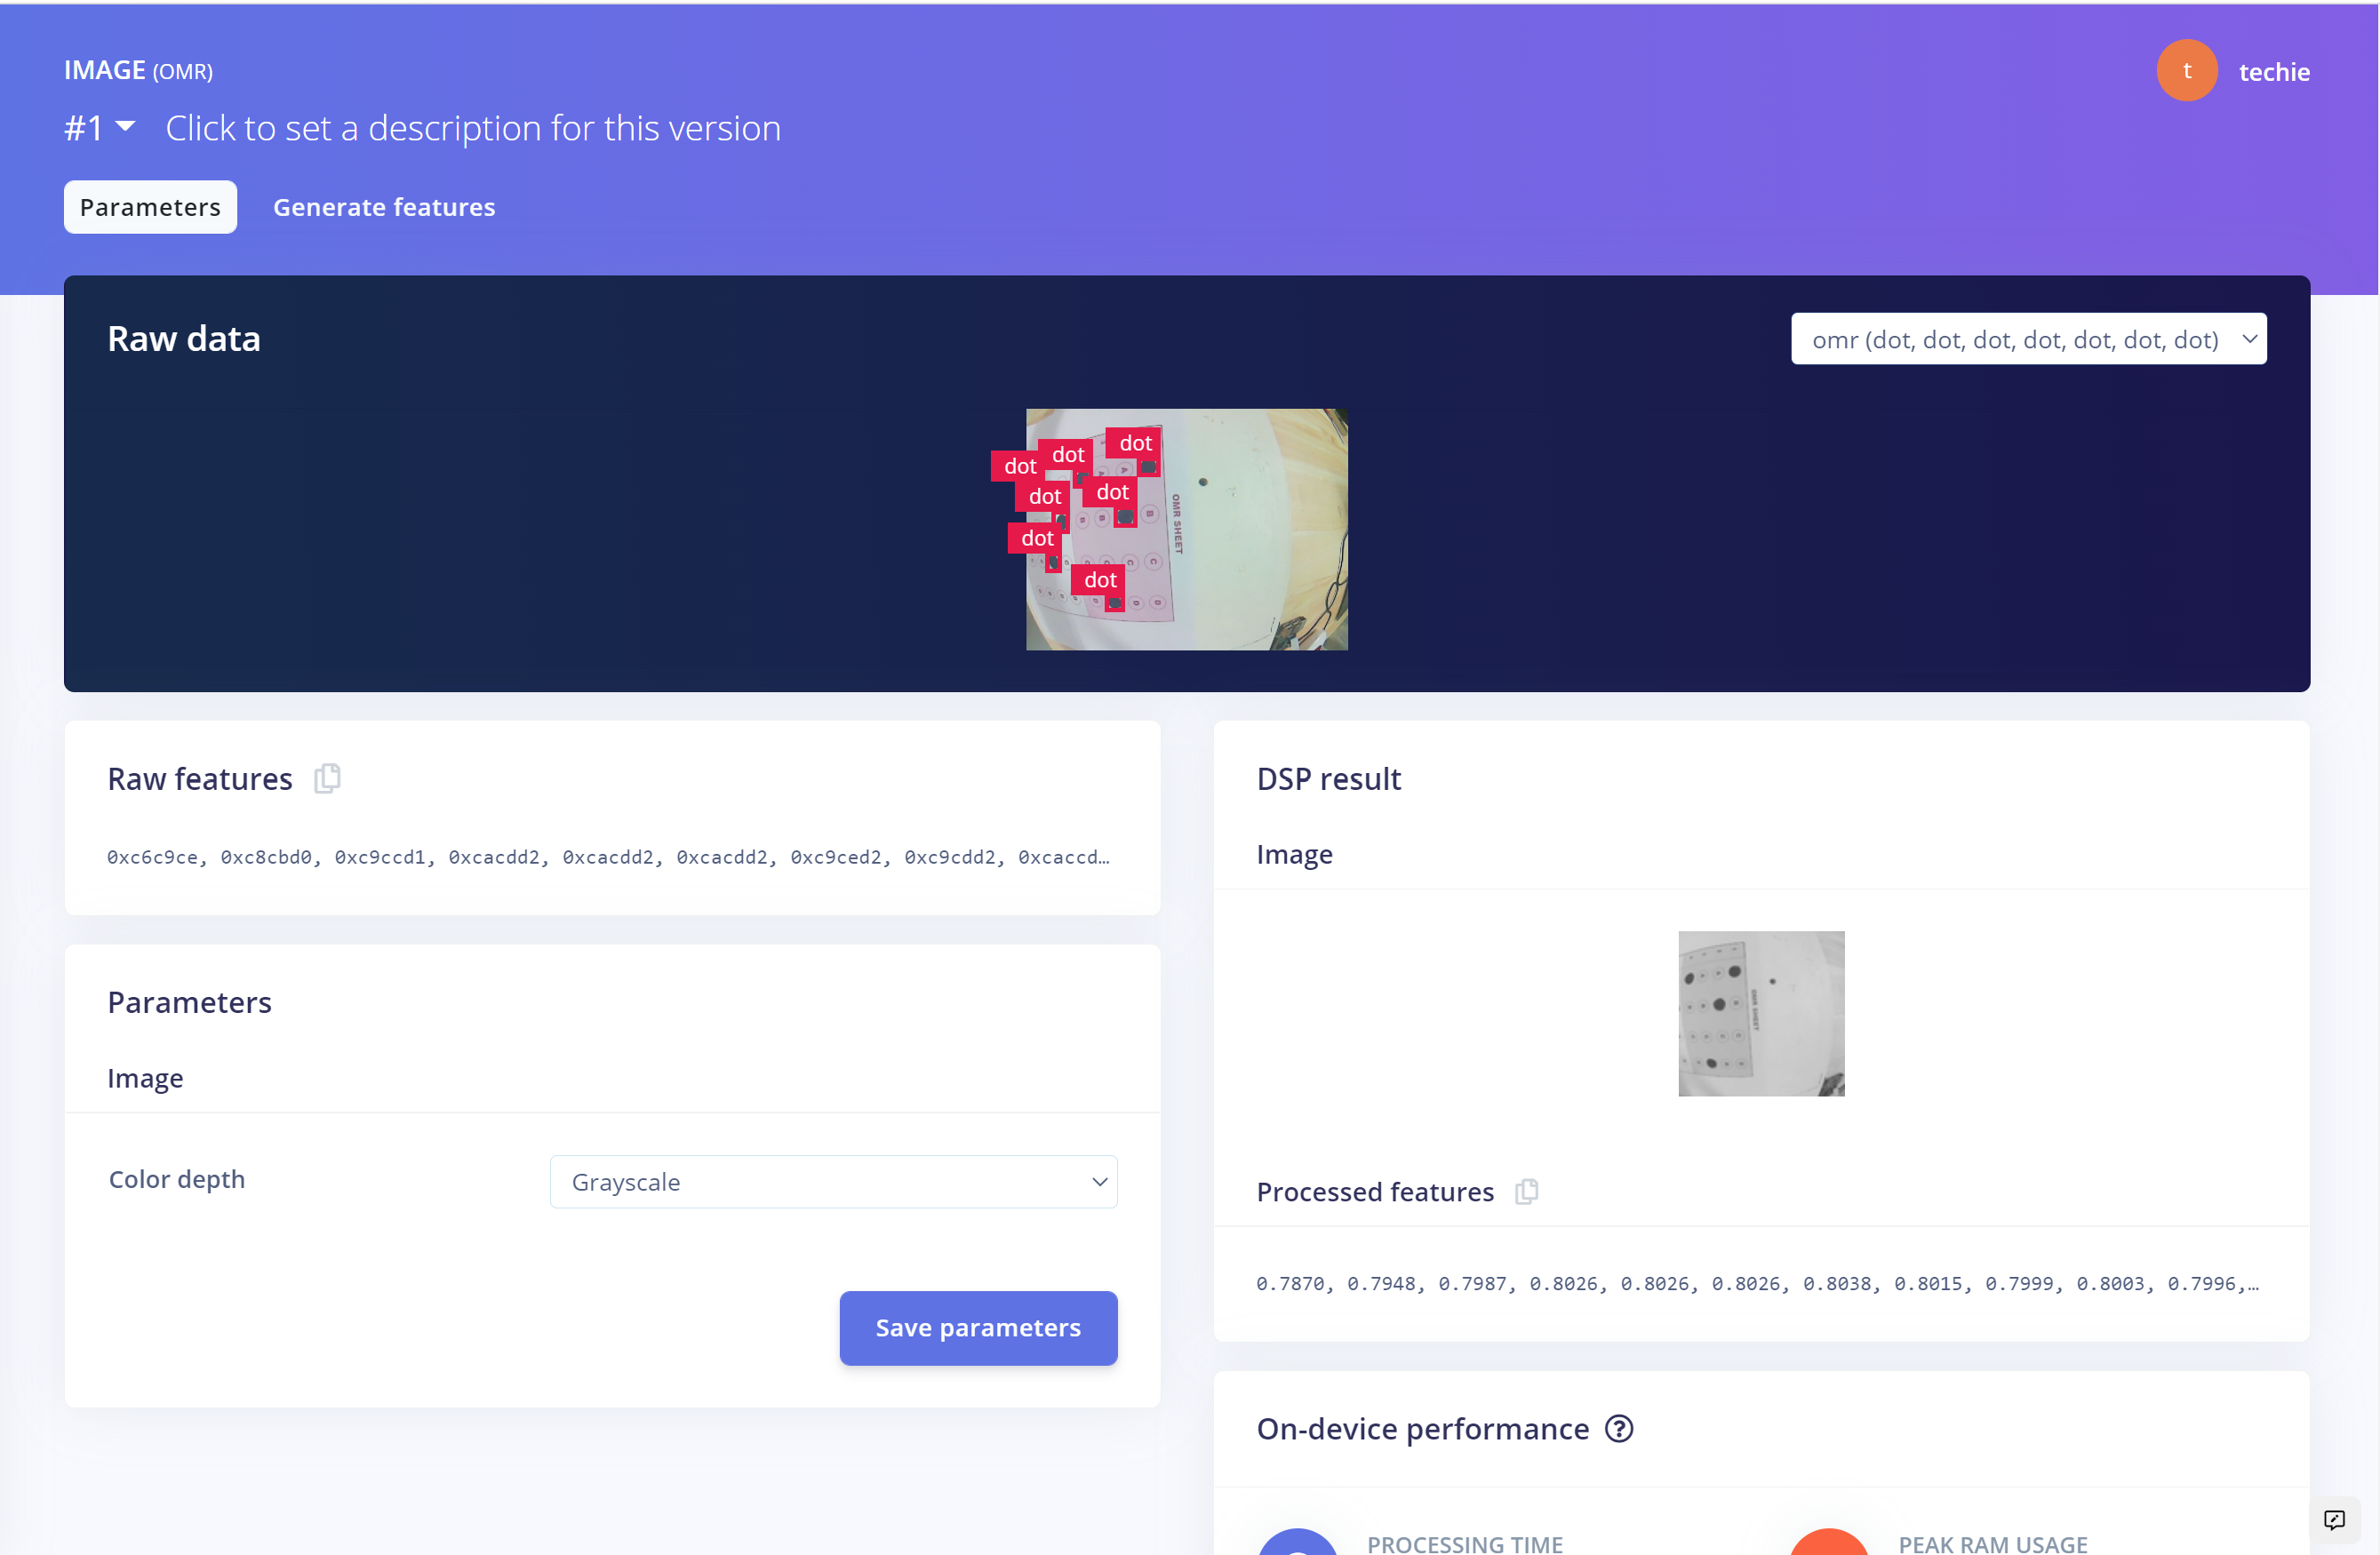 IMAGE (OMR)
t
techie
#1
Click to set a description for this version
Parameters
Generate features
Raw data
omr (dot, dot, dot, dot, dot, dot, dot)
dot
dot
dot
dot
dot
dot
dot
A
A
B
B
B
C
C
D
D
OMR SHEET
Raw features
0xc6c9ce, 0xc8cbd0, 0xc9ccd1, 0xcacdd2, 0xcacdd2, 0xcacdd2, 0xc9ced2, 0xc9cdd2, 0xcaccd…
DSP result
Image
OMR SHEET
Parameters
Image
Color depth
Grayscale
Save parameters
Processed features
0.7870, 0.7948, 0.7987, 0.8026, 0.8026, 0.8026, 0.8038, 0.8015, 0.7999, 0.8003, 0.7996,…
On-device performance
?
PROCESSING TIME
PEAK RAM USAGE